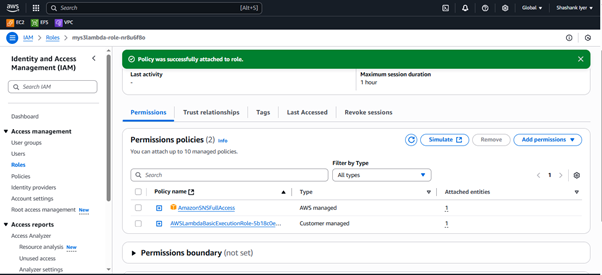 aws
Search
[Alt+S]
Global
Shashank Iyer
EC2
EFS
VPC
IAM
Roles
mys3lambda-role-nr8u6f8o
Identity and Access
Management (IAM)
Search IAM
Dashboard
Access management
User groups
Users
Roles
Policies
Identity providers
Account settings
Root access management New
Access reports
Access Analyzer
Resource analysis New
Unused access
Analyzer settings
Policy was successfully attached to role.
Last activity
-
Maximum session duration
1 hour
Permissions
Trust relationships
Tags
Last Accessed
Revoke sessions
Permissions policies (2) Info
You can attach up to 10 managed policies.
Simulate
Remove
Add permissions
Filter by Type
Search
All types
1
Policy name
Type
Attached entities
AmazonSNSFullAccess
AWS managed
1
AWSLambdaBasicExecutionRole-5b18c0e...
Customer managed
1
Permissions boundary (not set)